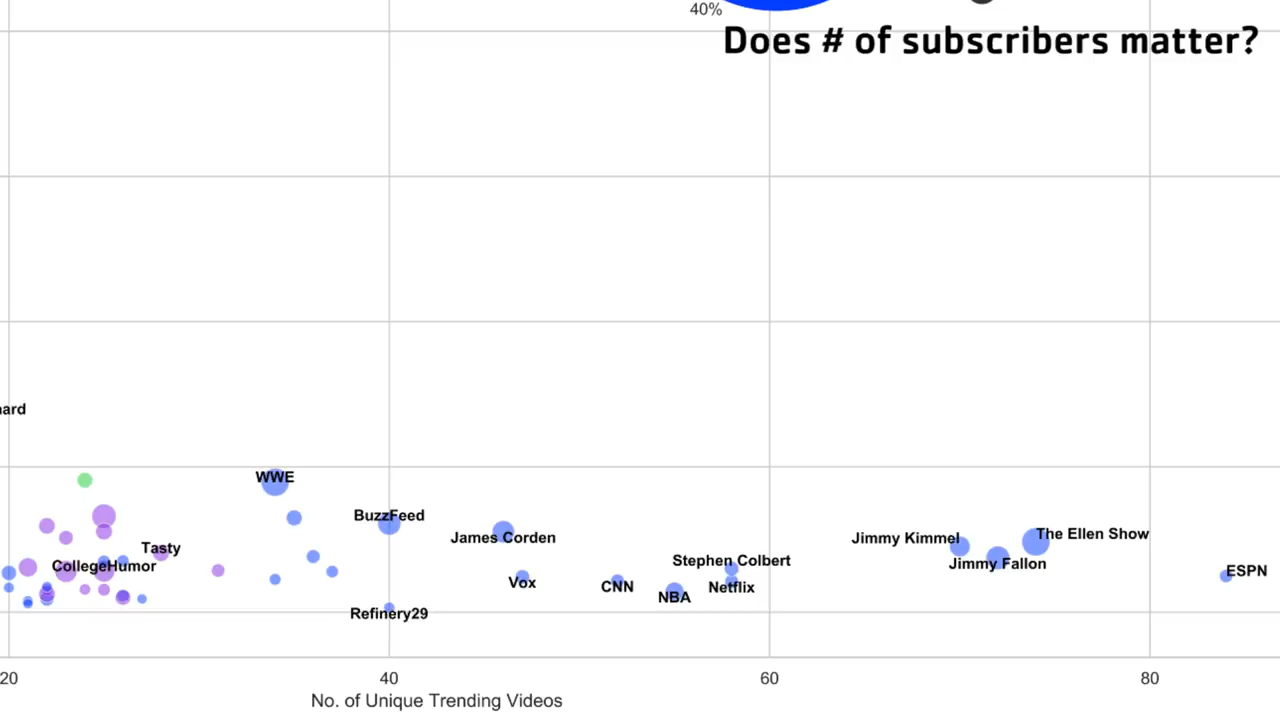 40%
Does # of subscribers matter?
WWE
BuzzFeed
James Corden
Jimmy Kimmel
The Ellen Show
Tasty
Stephen Colbert
Jimmy Fallon
CollegeHumor
ESPN
Vox
CNN
Netflix
NBA
Refinery29
20
40
60
80
No. of Unique Trending Videos